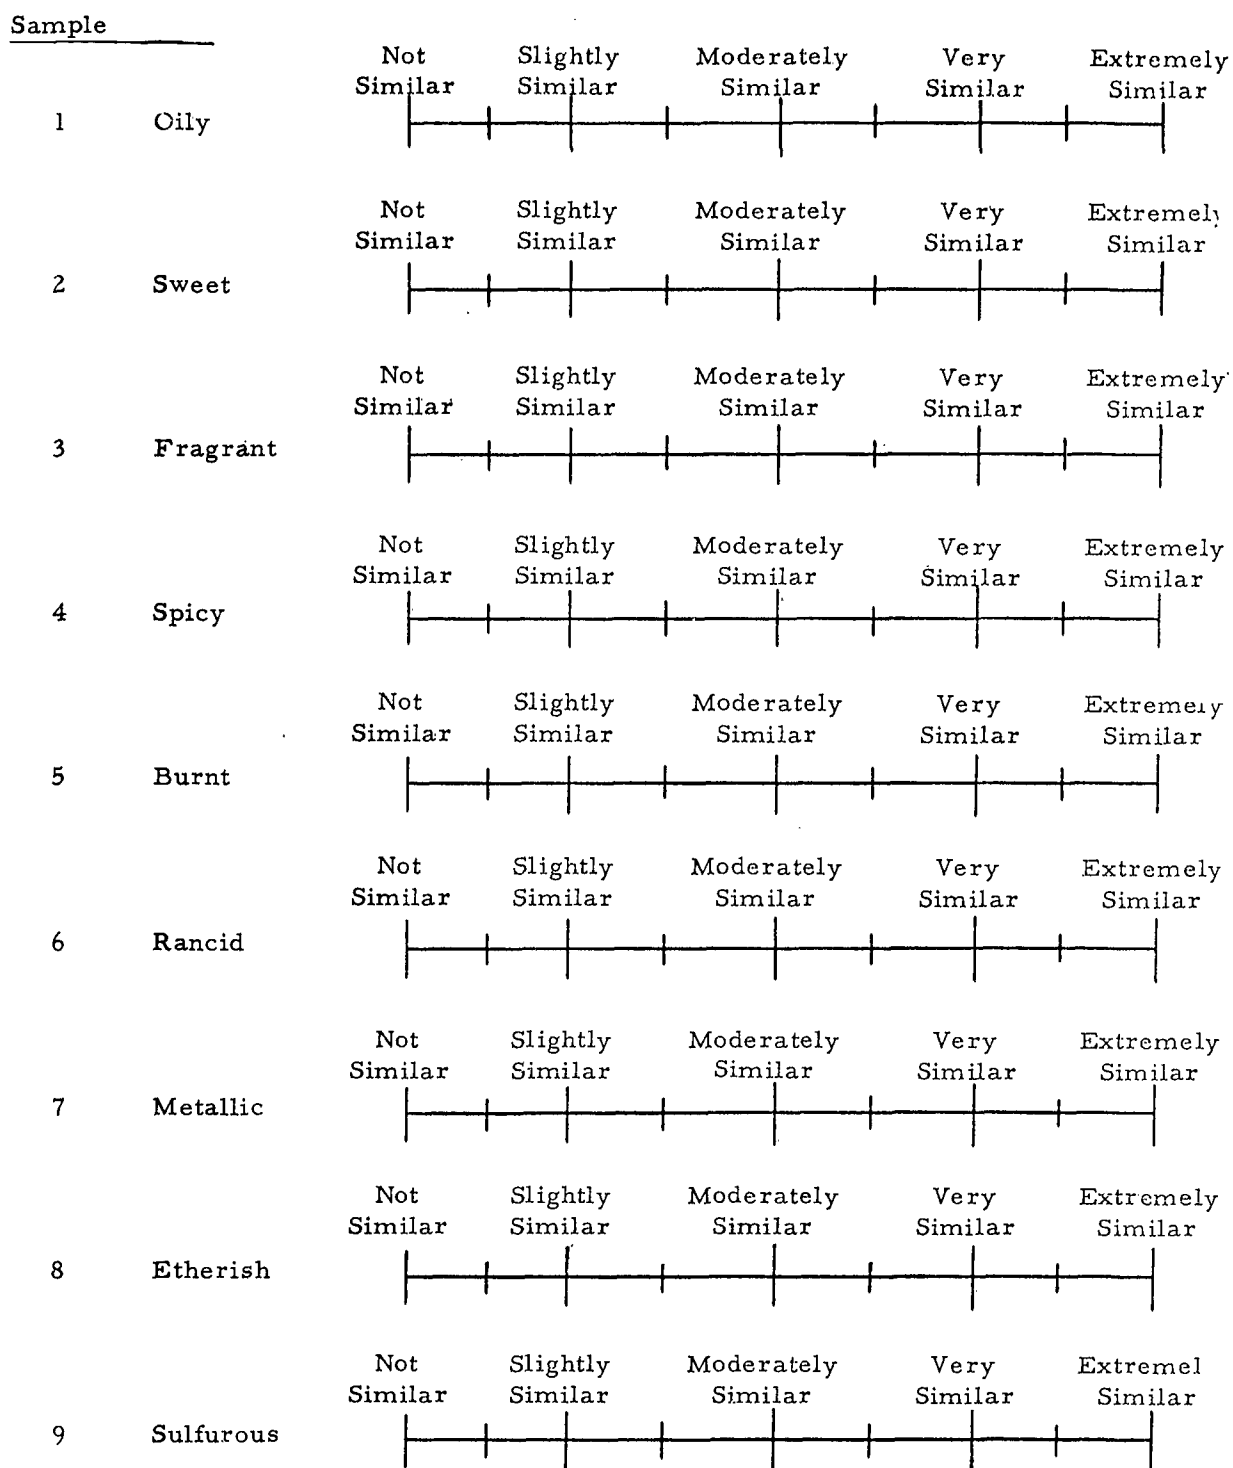 Sample
Not Slightly Moderately Very Extremely
Similar Similar Similar Similar Similar
1 Oily
Not Slightly Moderately Very Extremely
Similar Similar Similar Similar Similar
2 Sweet
Not Slightly Moderately Very Extremely
Similar Similar Similar Similar Similar
3 Fragrant
Not Slightly Moderately Very Extremely
Similar Similar Similar Similar Similar
4 Spicy
Not Slightly Moderately Very Extremely
Similar Similar Similar Similar Similar
5 Burnt
Not Slightly Moderately Very Extremely
Similar Similar Similar Similar Similar
6 Rancid
Not Slightly Moderately Very Extremely
Similar Similar Similar Similar Similar
7 Metallic
Not Slightly Moderately Very Extremely
Similar Similar Similar Similar Similar
8 Etherish
Not Slightly Moderately Very Extremel
Similar Similar Similar Similar Similar
9 Sulfurous